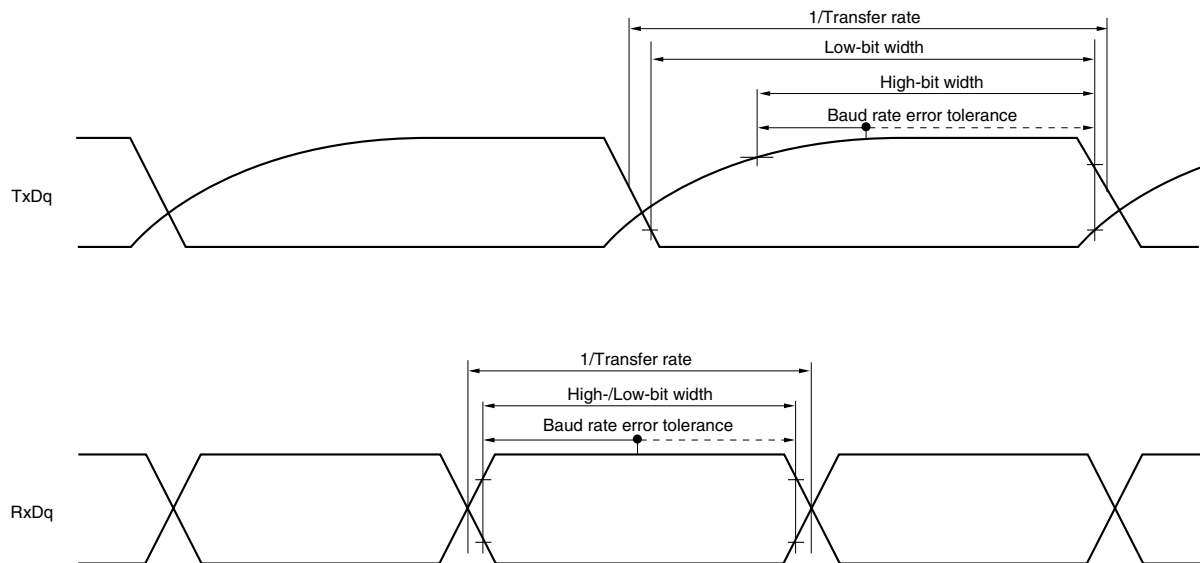 1/Transfer rate
Low-bit width
High-bit width
Baud rate error tolerance
TxDq
1/Transfer rate
High-/Low-bit width
Baud rate error tolerance
RxDq